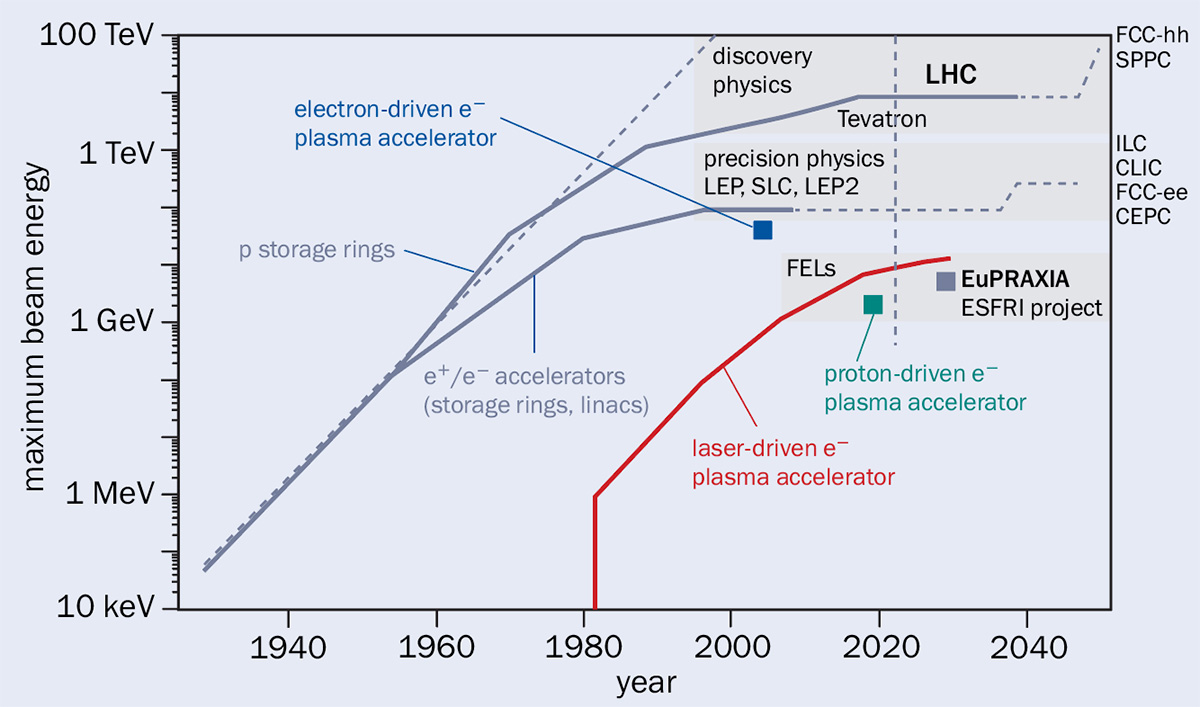 100 TeV
1 TeV
1 GeV
1 MeV
10 keV
maximum beam energy
1940
1960
1980
2000
2020
2040
year
electron-driven e⁻
plasma accelerator
p storage rings
e⁺/e⁻ accelerators
(storage rings, linacs)
discovery
physics
LHC
Tevatron
precision physics
LEP, SLC, LEP2
FELs
EuPRAXIA
ESFRI project
proton-driven e⁻
plasma accelerator
laser-driven e⁻
plasma accelerator
FCC-hh
SPPC
ILC
CLIC
FCC-ee
CEPC